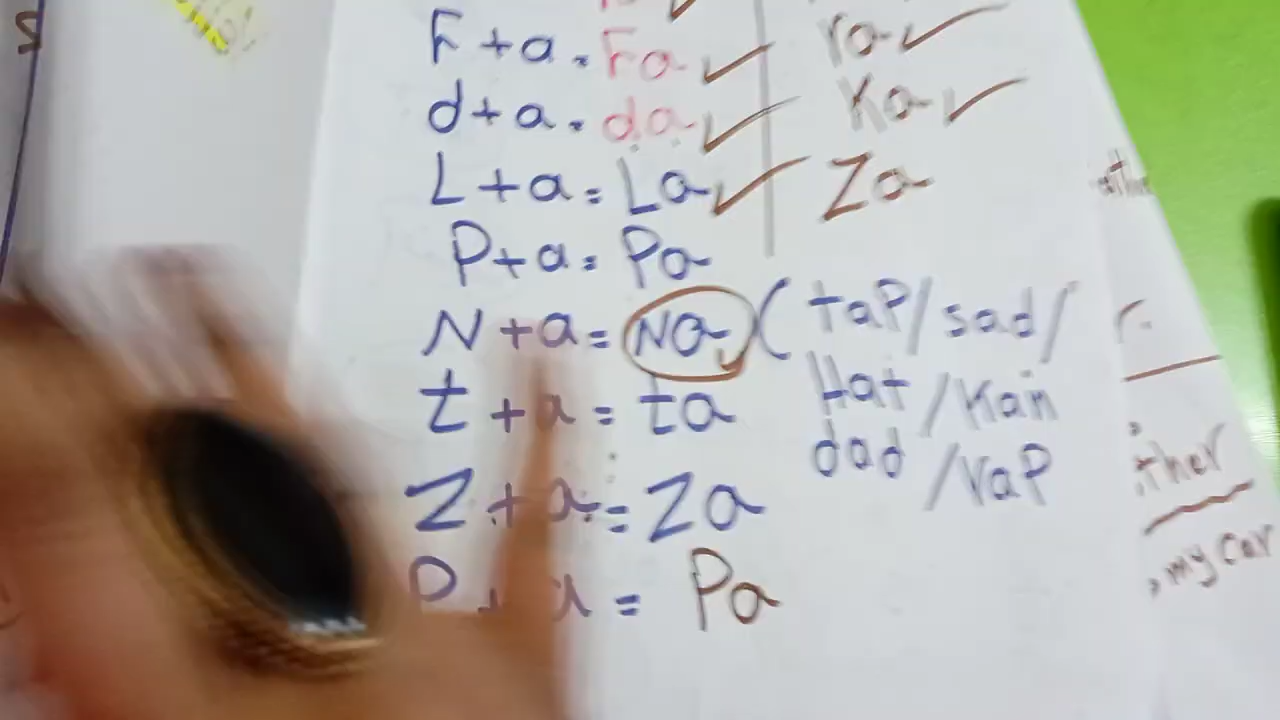 F+a=Fa ra
d+a=da Ka
L+a=La Za
P+a=Pa
N+a=Na (taP/sad/
t+a=ta Hat/Kan
Z+a=Za dad/VaP
P+a=Pa
ther
my car